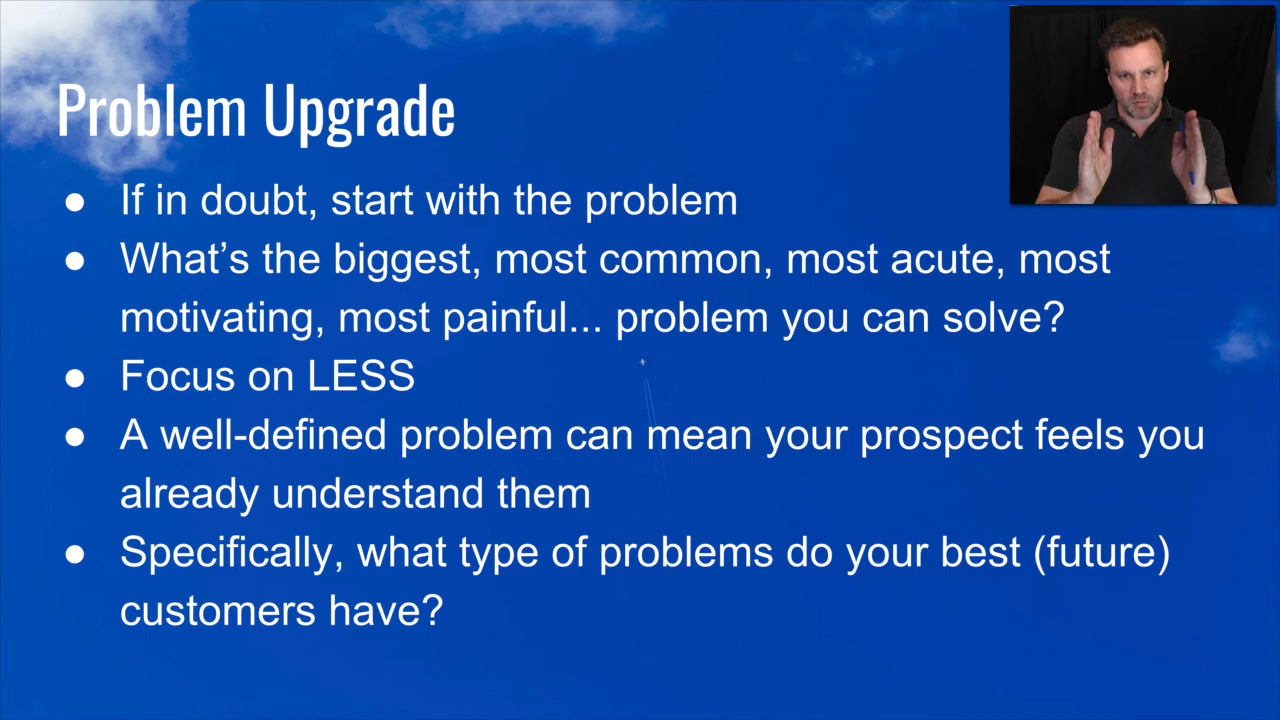 Problem Upgrade
● If in doubt, start with the problem
● What’s the biggest, most common, most acute, most
motivating, most painful... problem you can solve?
● Focus on LESS
● A well-defined problem can mean your prospect feels you
already understand them
● Specifically, what type of problems do your best (future)
customers have?